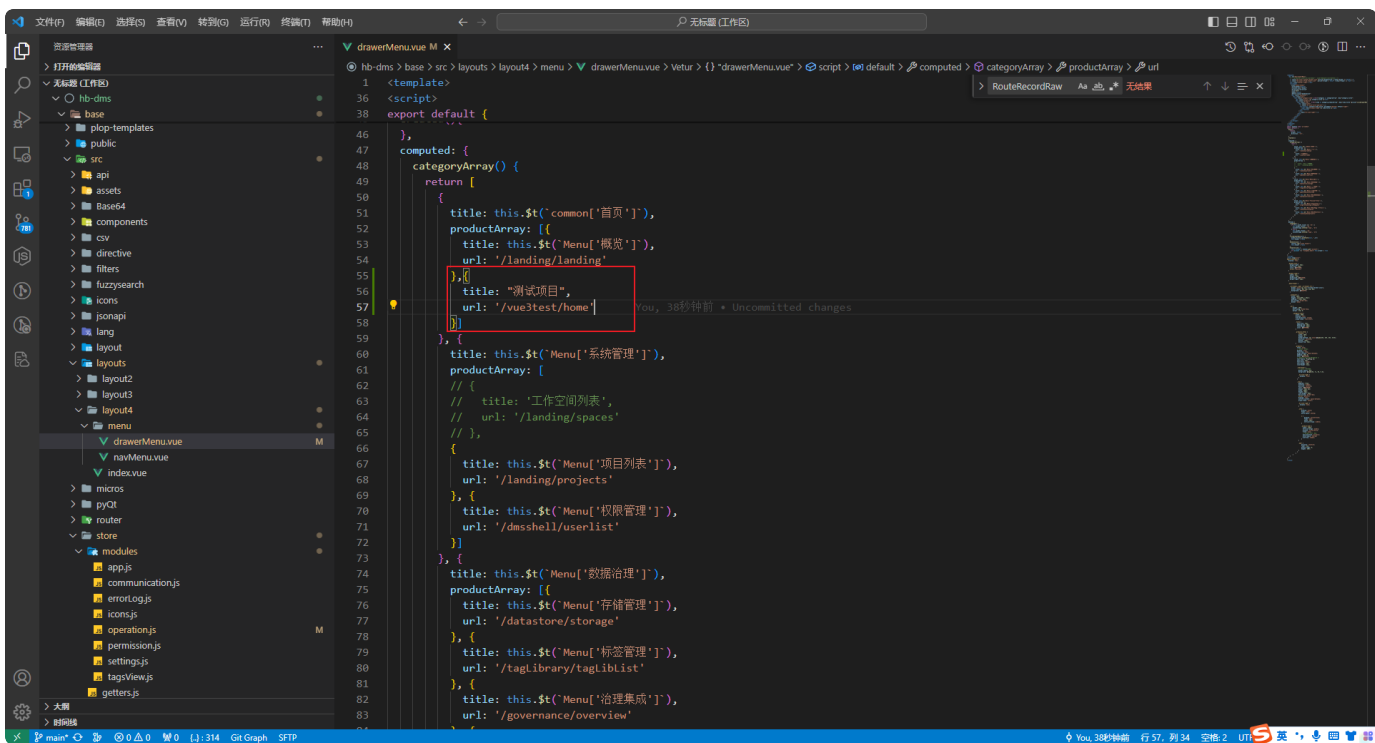 文件(F) 编辑(E) 选择(S) 查看(V) 转到(G) 运行(R) 终端(T) 帮助(H)
无标题 (工作区)
资源管理器
打开的编辑器
无标题 (工作区)
hb-dms
base
plop-templates
public
src
api
assets
Base64
components
csv
directive
filters
fuzzysearch
icons
jsonapi
lang
layout
layouts
layout2
layout3
layout4
menu
drawerMenu.vue M
navMenu.vue
index.vue
micros
pyQt
router
store
modules
app.js
communication.js
errorLog.js
icons.js
operation.js M
permission.js
settings.js
tagsView.js
getters.js
大纲
时间线
1
781
drawerMenu.vue M
hb-dms > base > src > layouts > layout4 > menu > drawerMenu.vue > Vetur > {} "drawerMenu.vue" > script > default > computed > categoryArray > productArray > url
RouteRecordRaw Aa ab 无结果
1 <template>
36 <script>
38 export default {
46 },
47 computed: {
48 categoryArray() {
49 return [
50 {
51 title: this.$t(`common['首页']`),
52 productArray: [{
53 title: this.$t(`Menu['概览']`),
54 url: '/landing/landing'
55 },{
56 title: "测试项目",
57 url: '/vue3test/home' You, 38秒钟前 • Uncommitted changes
58 }]
59 }, {
60 title: this.$t(`Menu['系统管理']`),
61 productArray: [
62 // {
63 // title: '工作空间列表',
64 // url: '/landing/spaces'
65 // },
66 {
67 title: this.$t(`Menu['项目列表']`),
68 url: '/landing/projects'
69 }, {
70 title: this.$t(`Menu['权限管理']`),
71 url: '/dmsshell/userlist'
72 }]
73 }, {
74 title: this.$t(`Menu['数据治理']`),
75 productArray: [{
76 title: this.$t(`Menu['存储管理']`),
77 url: '/datastore/storage'
78 }, {
79 title: this.$t(`Menu['标签管理']`),
80 url: '/tagLibrary/tagLibList'
81 }, {
82 title: this.$t(`Menu['治理集成']`),
83 url: '/governance/overview'
main* 0 0 0 {..}: 314 Git Graph SFTP
You, 38秒钟前 行 57，列 34 空格: 2 UTF
英